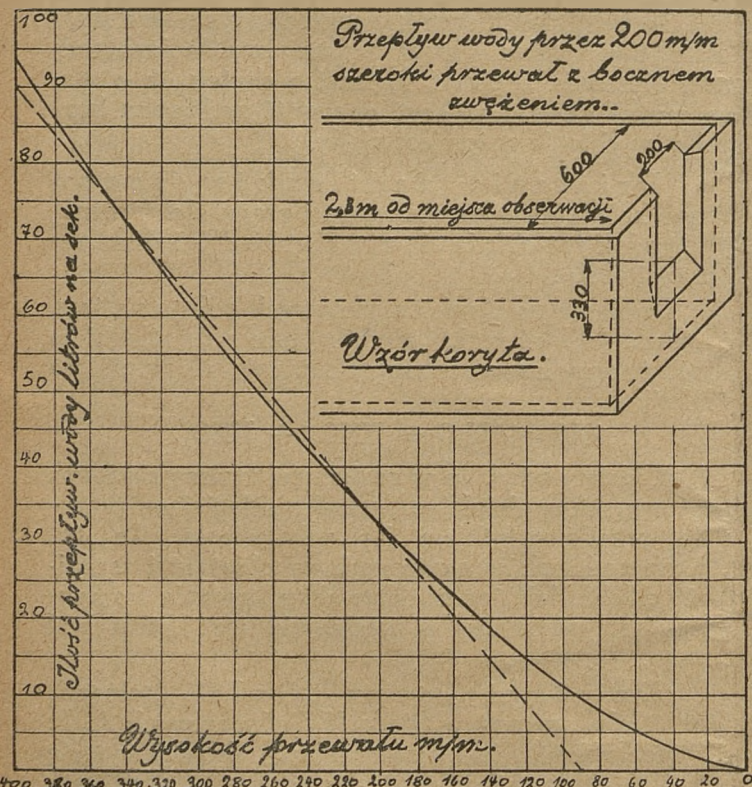 Przepływ wody przez 200 m/m
szeroki przewał z bocznem
zwężeniem..
600
200
2,8m od miejsca obserwacji
330
Wzór koryta.
Ilość przepływ. wody litrów na sek.
100
90
80
70
60
50
40
30
20
10
Wysokość przewału m/m.
400 380 360 340 320 300 280 260 240 220 200 180 160 140 120 100 80 60 40 20 0